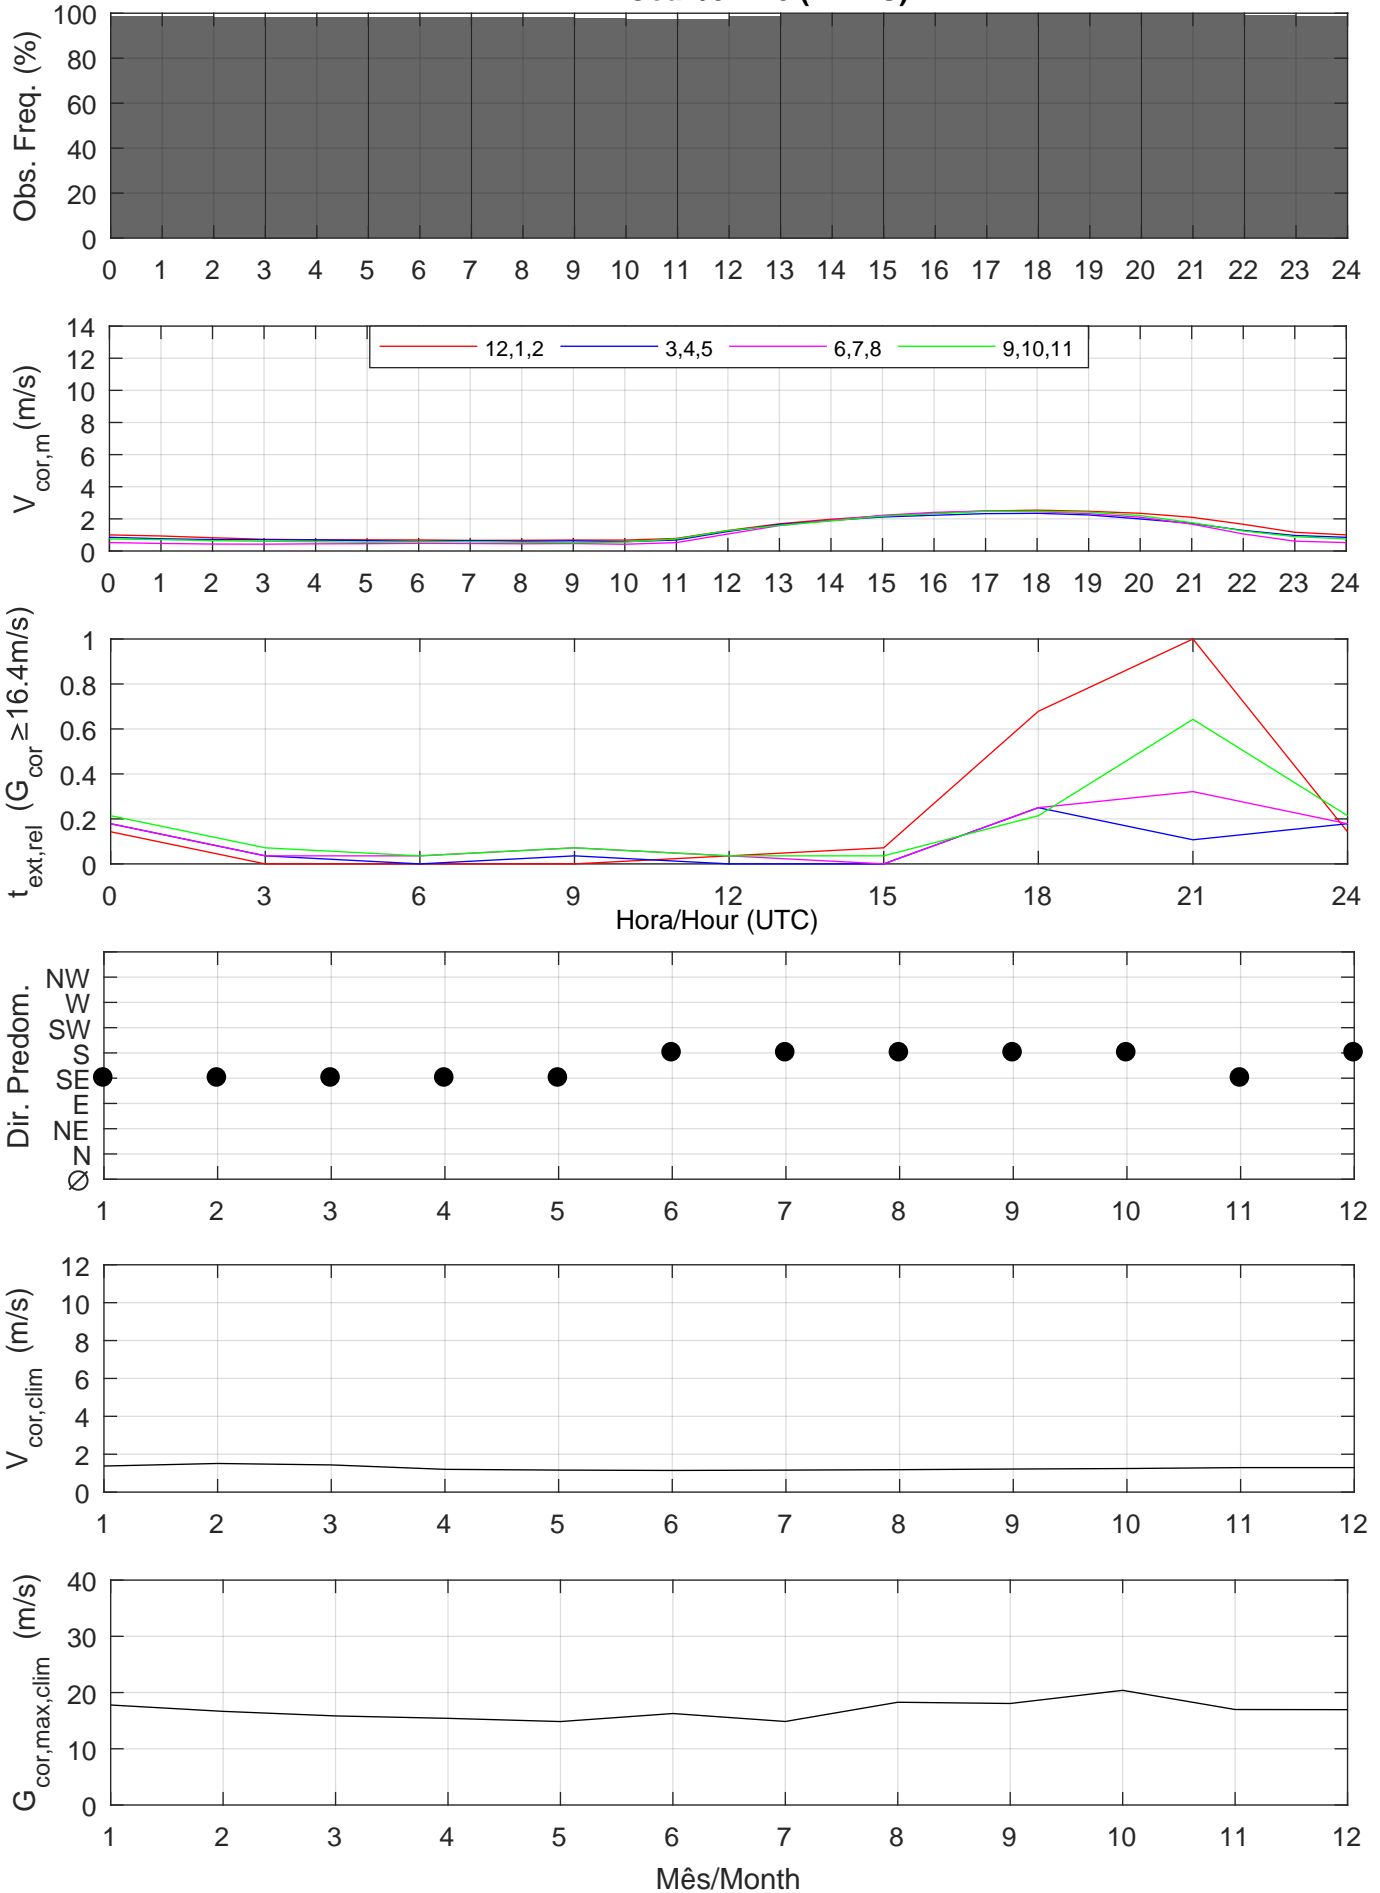 100
80
60
40
20
0
Obs. Freq. (%)
0 1 2 3 4 5 6 7 8 9 10 11 12 13 14 15 16 17 18 19 20 21 22 23 24
14
12
10
8
6
4
2
0
V cor,m (m/s)
12,1,2 3,4,5 6,7,8 9,10,11
0 1 2 3 4 5 6 7 8 9 10 11 12 13 14 15 16 17 18 19 20 21 22 23 24
1
0.8
0.6
0.4
0.2
0
t ext,rel (G cor ≥16.4m/s)
0 3 6 9 12 15 18 21 24
Hora/Hour (UTC)
NW
W
SW
S
SE
E
NE
N
Ø
Dir. Predom.
1 2 3 4 5 6 7 8 9 10 11 12
12
10
8
6
4
2
0
V cor,clim (m/s)
1 2 3 4 5 6 7 8 9 10 11 12
40
30
20
10
0
G cor,max,clim (m/s)
1 2 3 4 5 6 7 8 9 10 11 12
Mês/Month